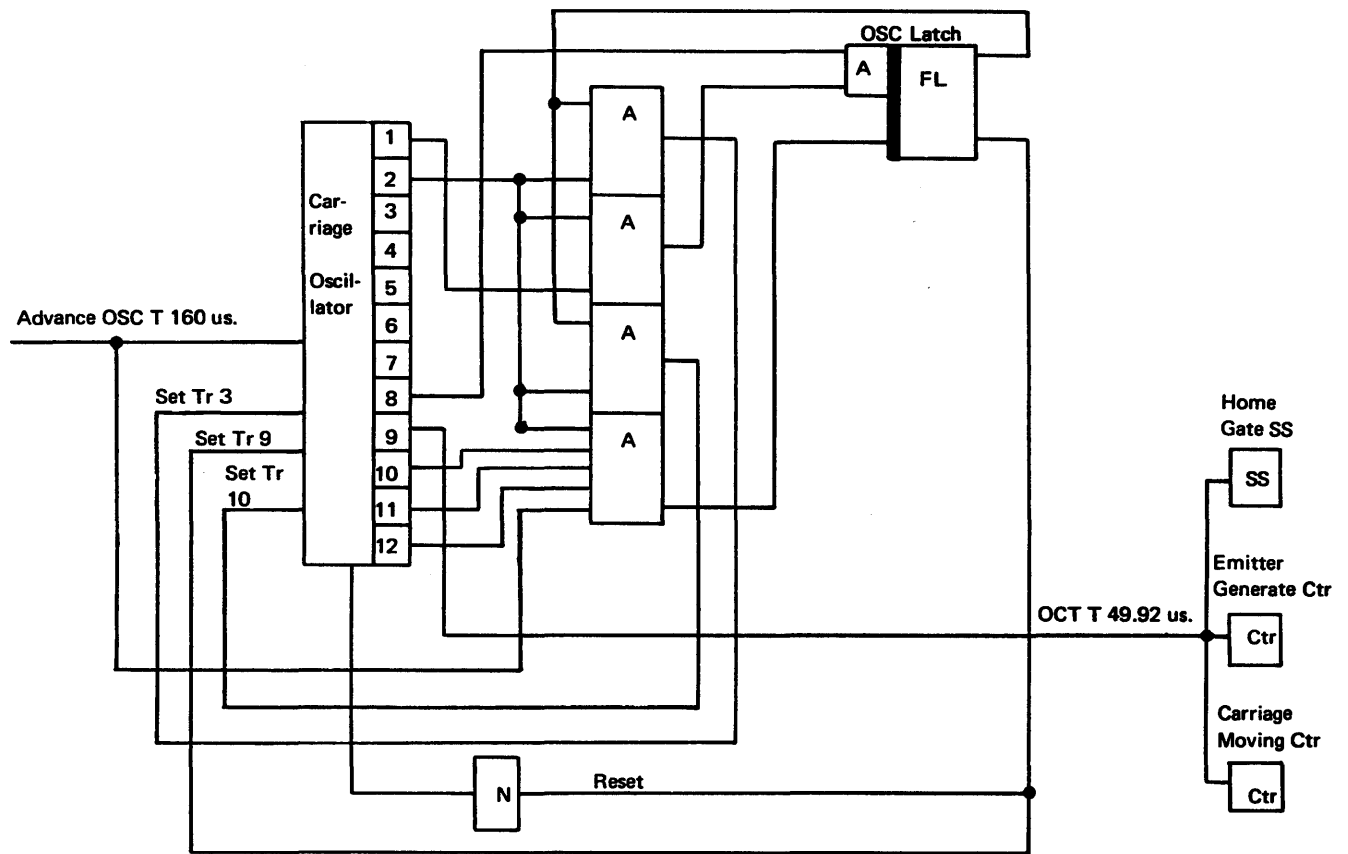 OSC Latch
A
FL
A
A
A
A
Car-
riage
Oscil-
lator
1
2
3
4
5
6
7
8
9
10
11
12
Advance OSC T 160 us.
Set Tr 3
Set Tr 9
Set Tr
10
Home
Gate SS
SS
Emitter
Generate Ctr
OCT T 49.92 us.
Ctr
Carriage
Moving Ctr
Ctr
N
Reset